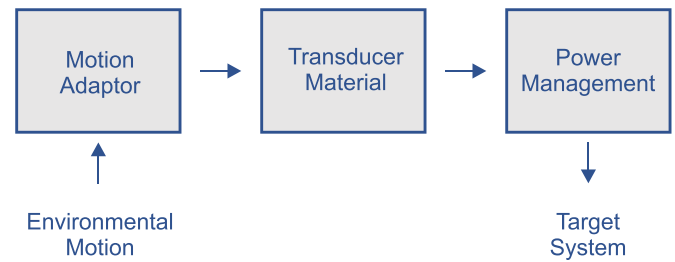 Motion
Adaptor
Transducer
Material
Power
Management
Environmental
Motion
Target
System